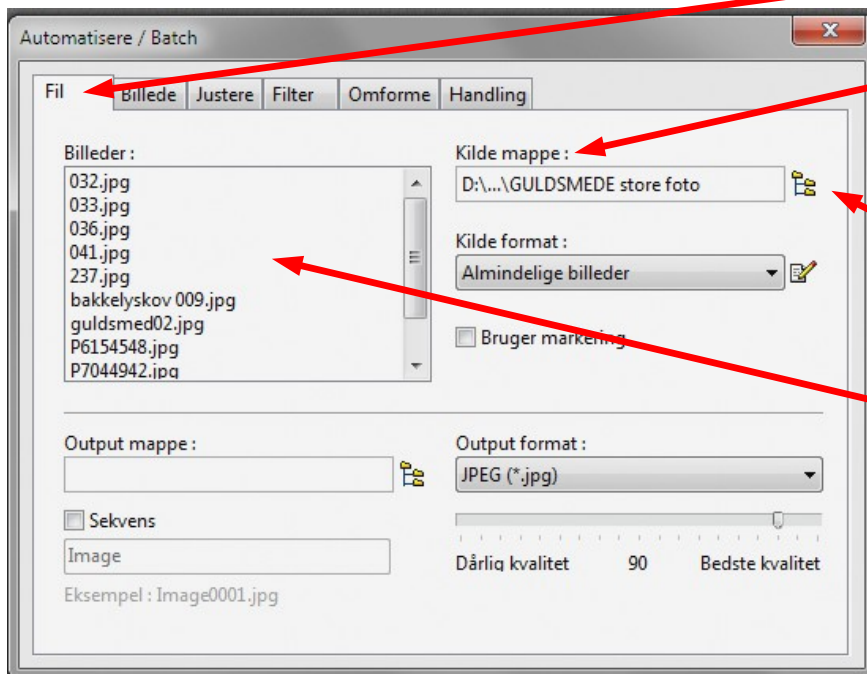 Automatisere / Batch
Fil Billede Justere Filter Omforme Handling
Billeder :
032.jpg
033.jpg
036.jpg
041.jpg
237.jpg
bakkelyskov 009.jpg
guldsmed02.jpg
P6154548.jpg
P7044942.jpg
Kilde mappe :
D:\...\GULDSMEDE store foto
Kilde format :
Almindelige billeder
Bruger markering
Output mappe :
Sekvens
Image
Eksempel : Image0001.jpg
Output format :
JPEG (*.jpg)
Dårlig kvalitet 90 Bedste kvalitet